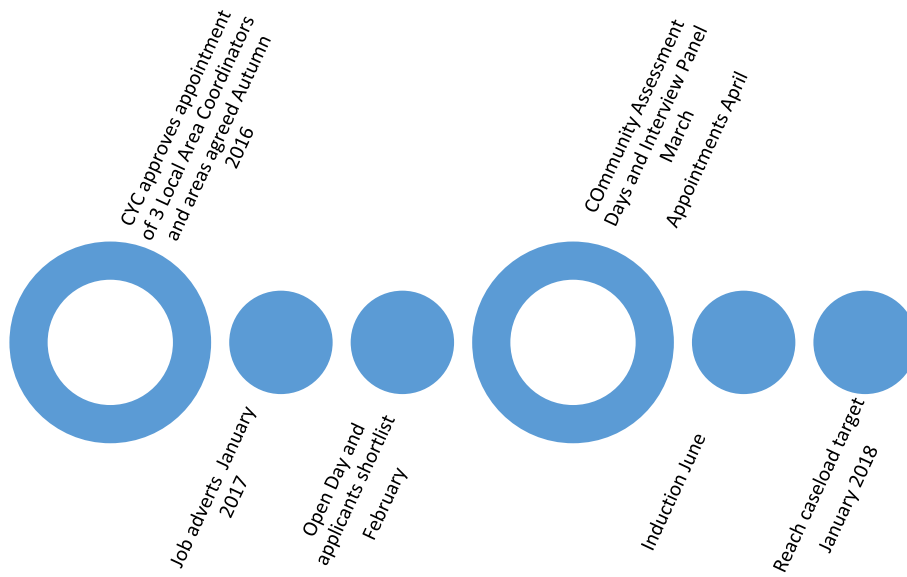 CYC approves appointment
of 3 Local Area Coordinators
and areas agreed Autumn
2016
Job adverts January
2017
Open Day and
applicants shortlist
February
COmmunity Assessment
Days and Interview Panel
March
Appointments April
Induction June
Reach caseload target
January 2018